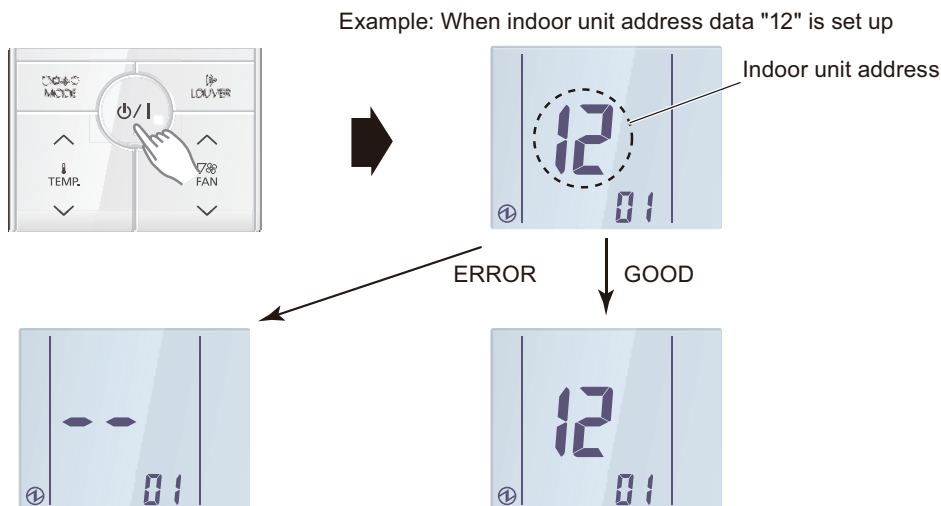 Example: When indoor unit address data "12" is set up
MODE
LOUVER
Indoor unit address
TEMP.
FAN
12
01
ERROR
GOOD
--
01
12
01